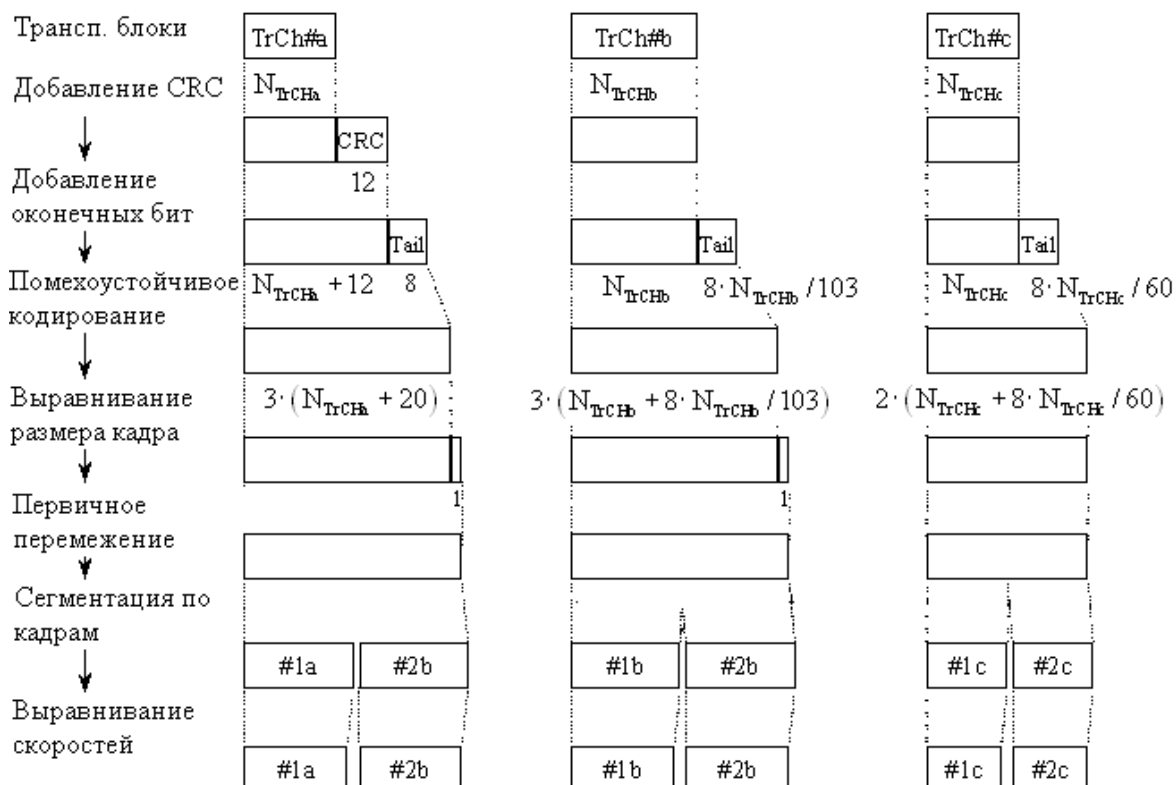 Трансп. блоки
TrCh#a TrCh#b TrCh#c
Добавление CRC
N_TrCHa N_TrCHb N_TrCHc
CRC
12
Добавление
оконечных бит
Tail Tail Tail
Помехоустойчивое
кодирование
N_TrCHa + 12 8 N_TrCHb 8· N_TrCHb / 103 N_TrCHc 8· N_TrCHc / 60
Выравнивание
размера кадра
3· (N_TrCHa + 20) 3· (N_TrCHb + 8· N_TrCHb / 103) 2· (N_TrCHc + 8· N_TrCHc / 60)
1 1
Первичное
перемежение
Сегментация по
кадрам
#1a #2b #1b #2b #1c #2c
Выравнивание
скоростей
#1a #2b #1b #2b #1c #2c